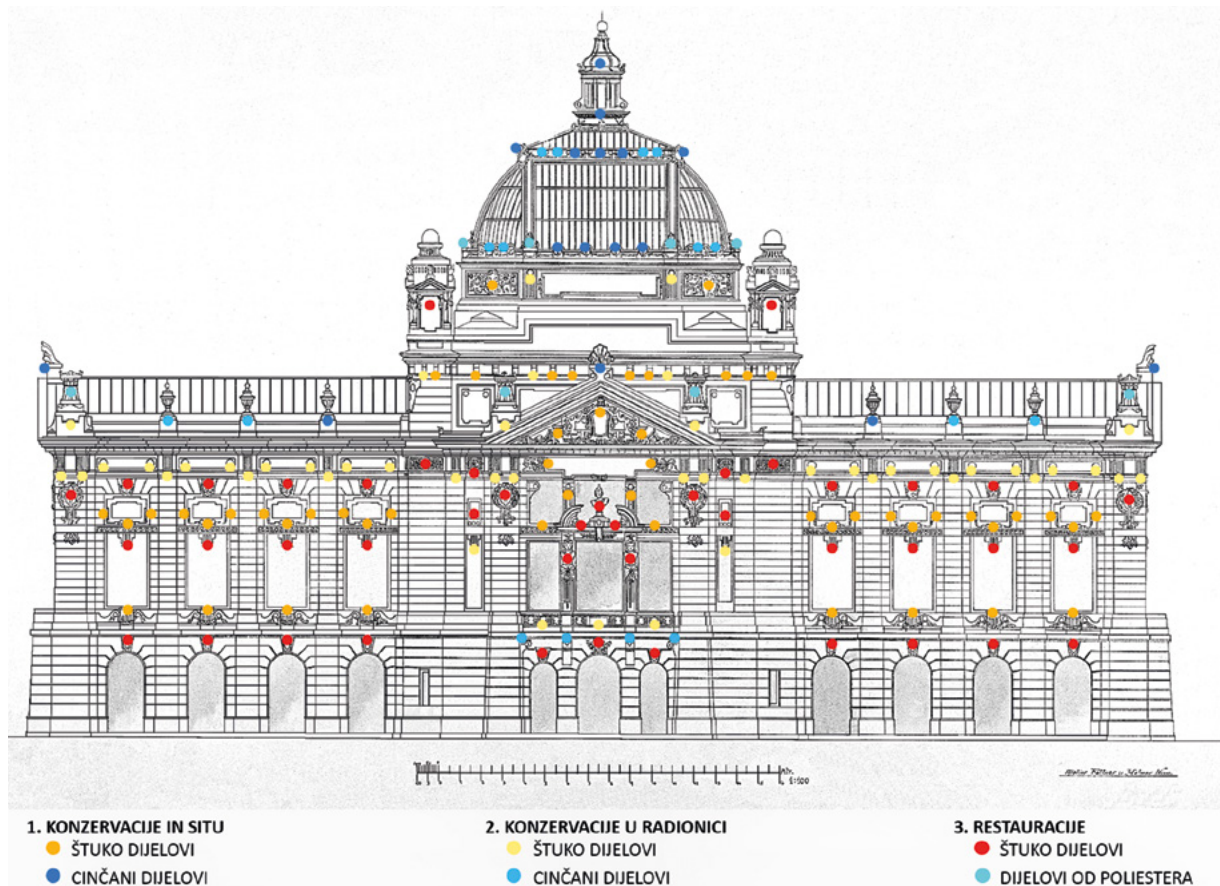 1. KONZERVACIJE IN SITU
ŠTUKO DIJELOVI
CINČANI DIJELOVI
2. KONZERVACIJE U RADIONICI
ŠTUKO DIJELOVI
CINČANI DIJELOVI
3. RESTAURACIJE
ŠTUKO DIJELOVI
DIJELOVI OD POLIESTERA